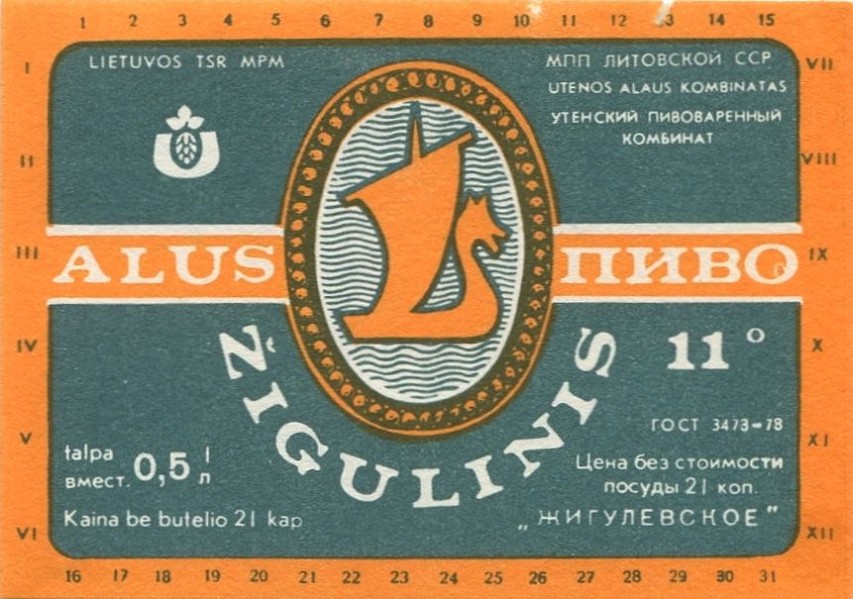 1 2 3 4 5 6 7 8 9 10 11 12 13 14 15
LIETUVOS TSR MPM
МПП ЛИТОВСКОЙ ССР
UTENOS ALAUS KOMBINATAS
УТЕНСКИЙ ПИВОВАРЕННЫЙ
КОМБИНАТ
I
II
III
IV
V
VI
VII
VIII
IX
X
XI
XII
ALUS
ПИВО
ŽIGULINIS
11°
ГОСТ 3473-78
talpa
вмест. 0,5 l
л
Kaina be butelio 21 kap
Цена без стоимости
посуды 21 коп.
„ЖИГУЛЕВСКОЕ"
16 17 18 19 20 21 22 23 24 25 26 27 28 29 30 31